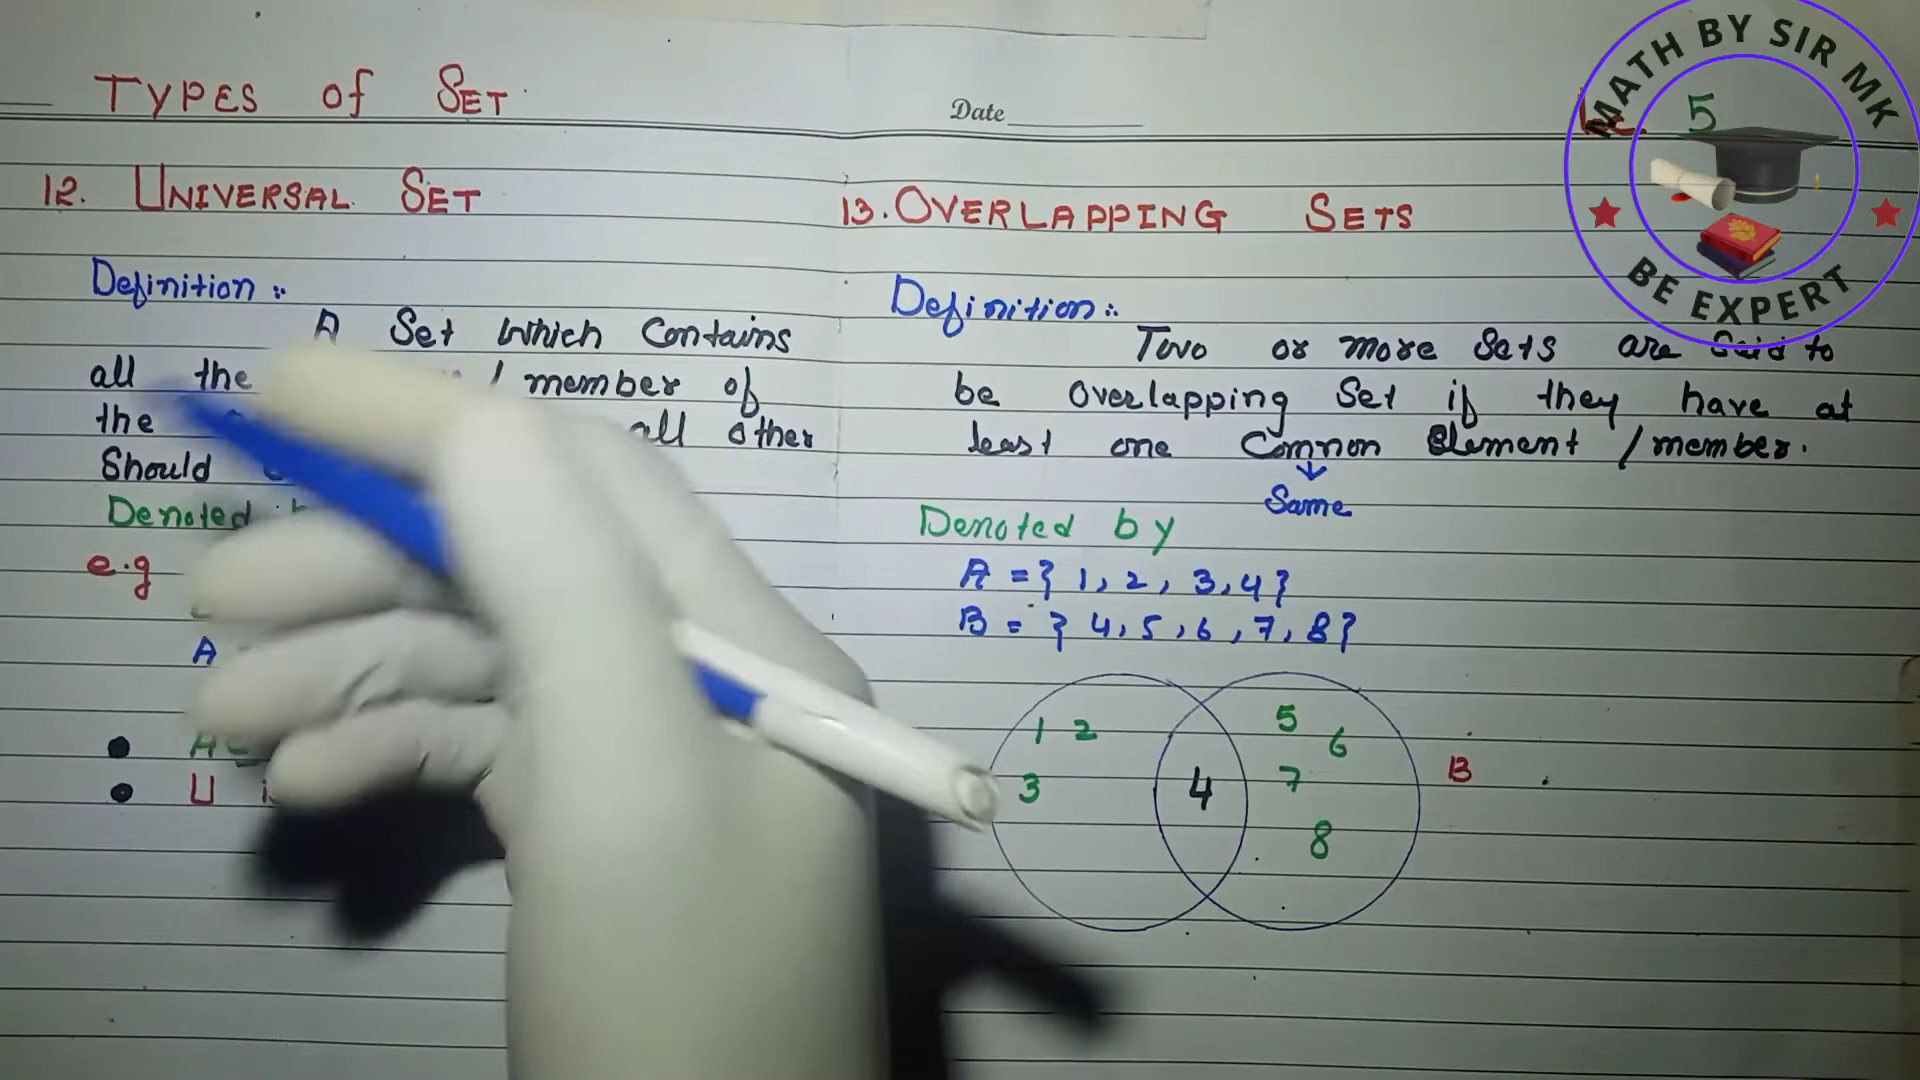 TYPES of SET
Date
5
MATH BY SIR MK
BE EXPERT
12. UNIVERSAL SET
Definition :.
A Set which Contains
all the / member of
the all other
Should
Denoted
e.g
A
A
U
13. OVERLAPPING SETS
Definition :.
Two or more Sets are Said to
be Overlapping Set if they have at
least one Common Element / member.
Same
Denoted by
A = { 1, 2, 3, 4 }
B = { 4, 5, 6, 7, 8 }
1 2
3
4
5
6
7
8
B